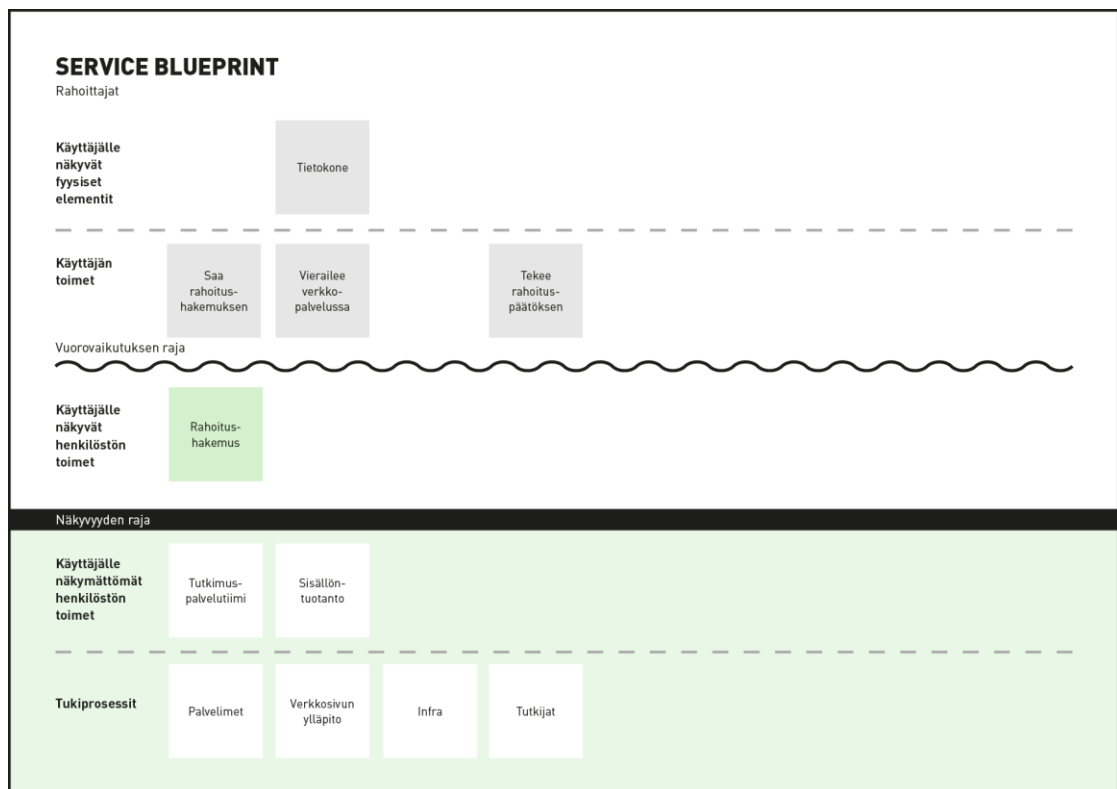 SERVICE BLUEPRINT
Rahoittajat
Käyttäjälle
näkyvät
fyysiset
elementit
Tietokone
Käyttäjän
toimet
Saa
rahoitus-
hakemuksen
Vierailee
verkko-
palvelussa
Tekee
rahoitus-
päätöksen
Vuorovaikutuksen raja
Käyttäjälle
näkyvät
henkilöstön
toimet
Rahoitus-
hakemus
Näkyvyyden raja
Käyttäjälle
näkymättömät
henkilöstön
toimet
Tutkimus-
palvelutiimi
Sisällön-
tuotanto
Tukiprosessit
Palvelimet
Verkkosivun
ylläpito
Infra
Tutkijat